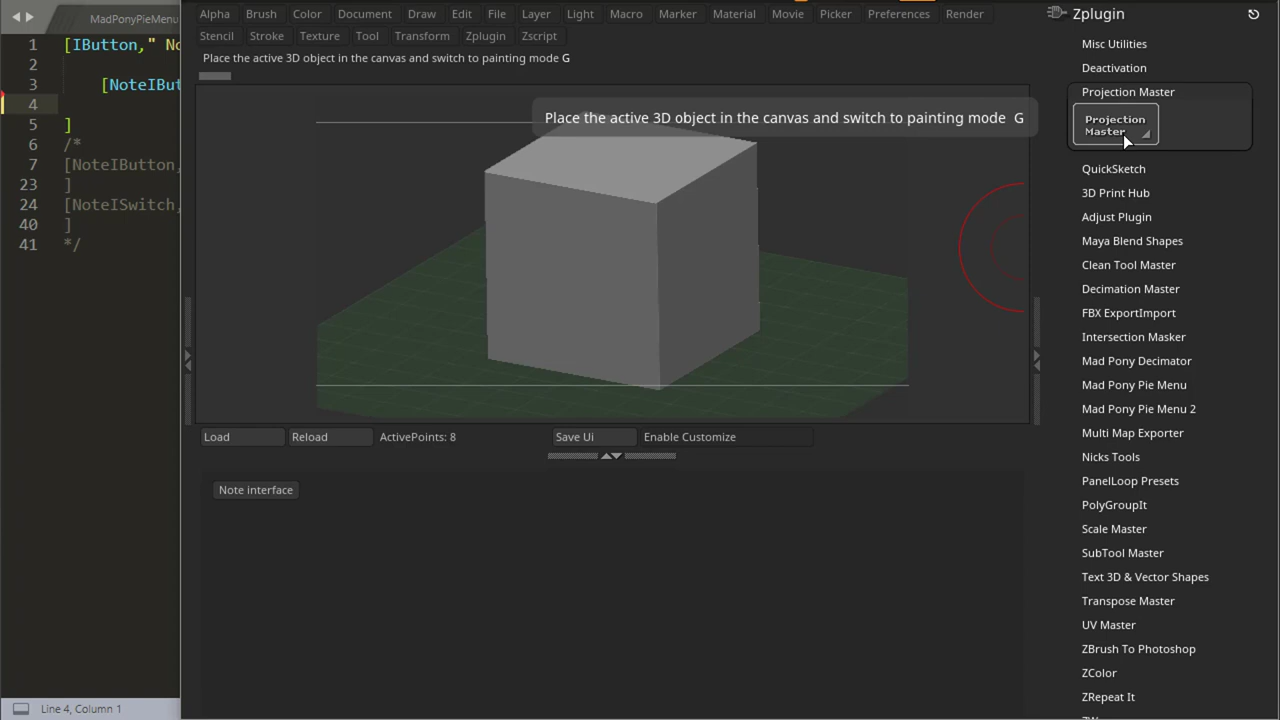 MadPonyPieMenu
1 [IButton," No
2
3 [NoteIBut
4
5 ]
6 /*
7 [NoteIButton,
23 ]
24 [NoteISwitch,
40 ]
41 */
Line 4, Column 1
Alpha Brush Color Document Draw Edit File Layer Light Macro Marker Material Movie Picker Preferences Render
Stencil Stroke Texture Tool Transform Zplugin Zscript
Place the active 3D object in the canvas and switch to painting mode G
Place the active 3D object in the canvas and switch to painting mode G
Load Reload ActivePoints: 8 Save Ui Enable Customize
Note interface
Zplugin
Misc Utilities
Deactivation
Projection Master
Projection
Master
QuickSketch
3D Print Hub
Adjust Plugin
Maya Blend Shapes
Clean Tool Master
Decimation Master
FBX ExportImport
Intersection Masker
Mad Pony Decimator
Mad Pony Pie Menu
Mad Pony Pie Menu 2
Multi Map Exporter
Nicks Tools
PanelLoop Presets
PolyGroupIt
Scale Master
SubTool Master
Text 3D & Vector Shapes
Transpose Master
UV Master
ZBrush To Photoshop
ZColor
ZRepeat It